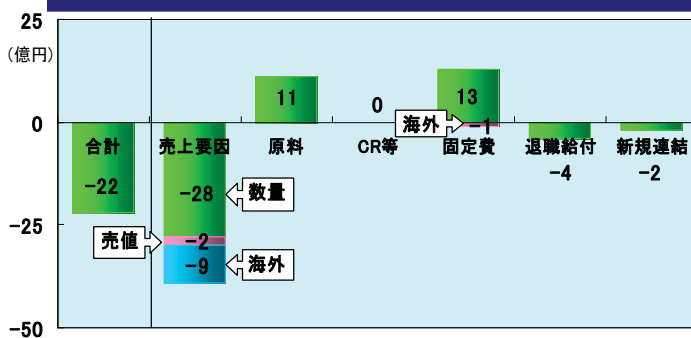 25
(億円)
0
-25
-50
合計
-22
売上要因
-28
数量
売値
-2
-9
海外
原料
11
CR等
0
固定費
13
海外
-1
退職給付
-4
新規連結
-2